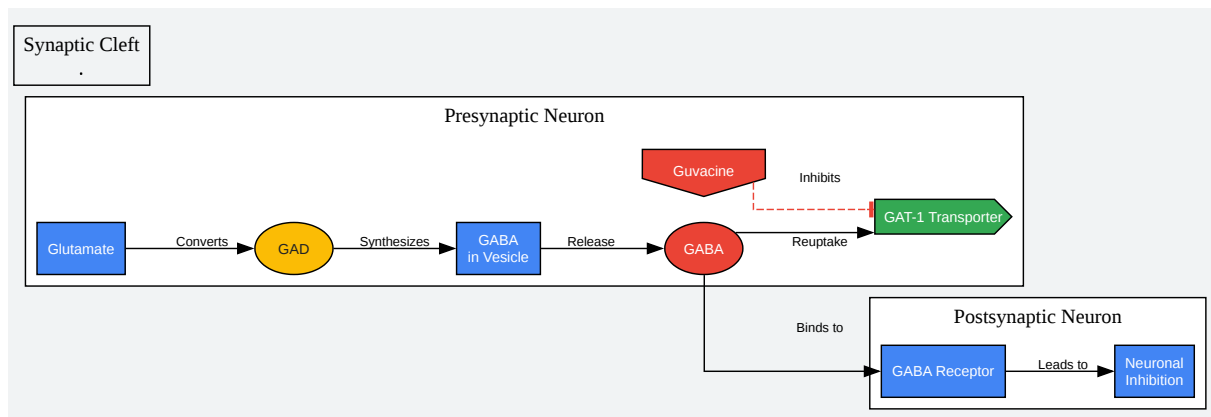 Synaptic Cleft
.
Presynaptic Neuron
Guvacine
Inhibits
GAT-1 Transporter
Glutamate
Converts
GAD
Synthesizes
GABA
in Vesicle
Release
GABA
Reuptake
Binds to
Postsynaptic Neuron
GABA Receptor
Leads to
Neuronal
Inhibition